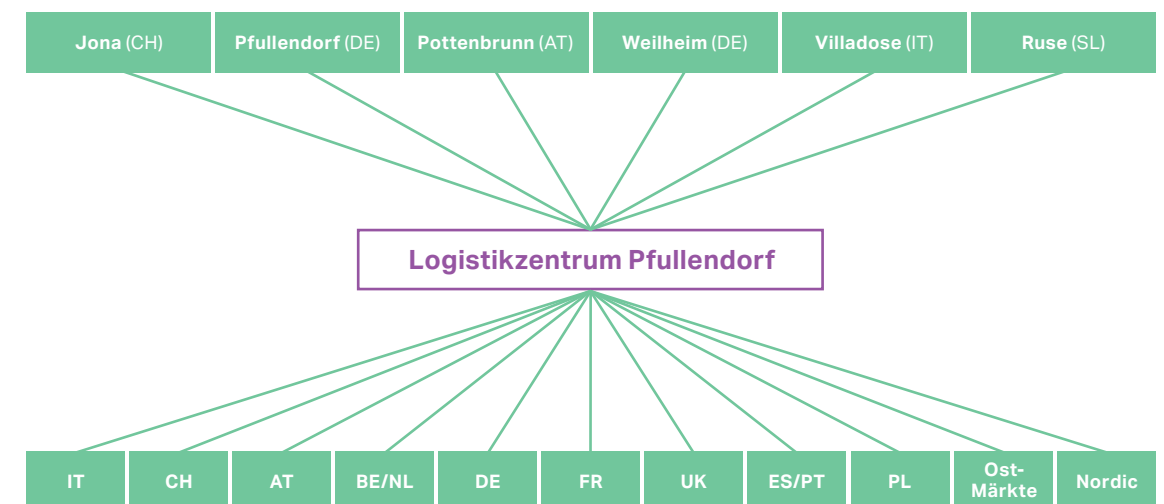 Jona (CH)
Pfullendorf (DE)
Pottenbrunn (AT)
Weilheim (DE)
Villadose (IT)
Ruse (SL)
Logistikzentrum Pfullendorf
IT
CH
AT
BE/NL
DE
FR
UK
ES/PT
PL
Ost-
Märkte
Nordic